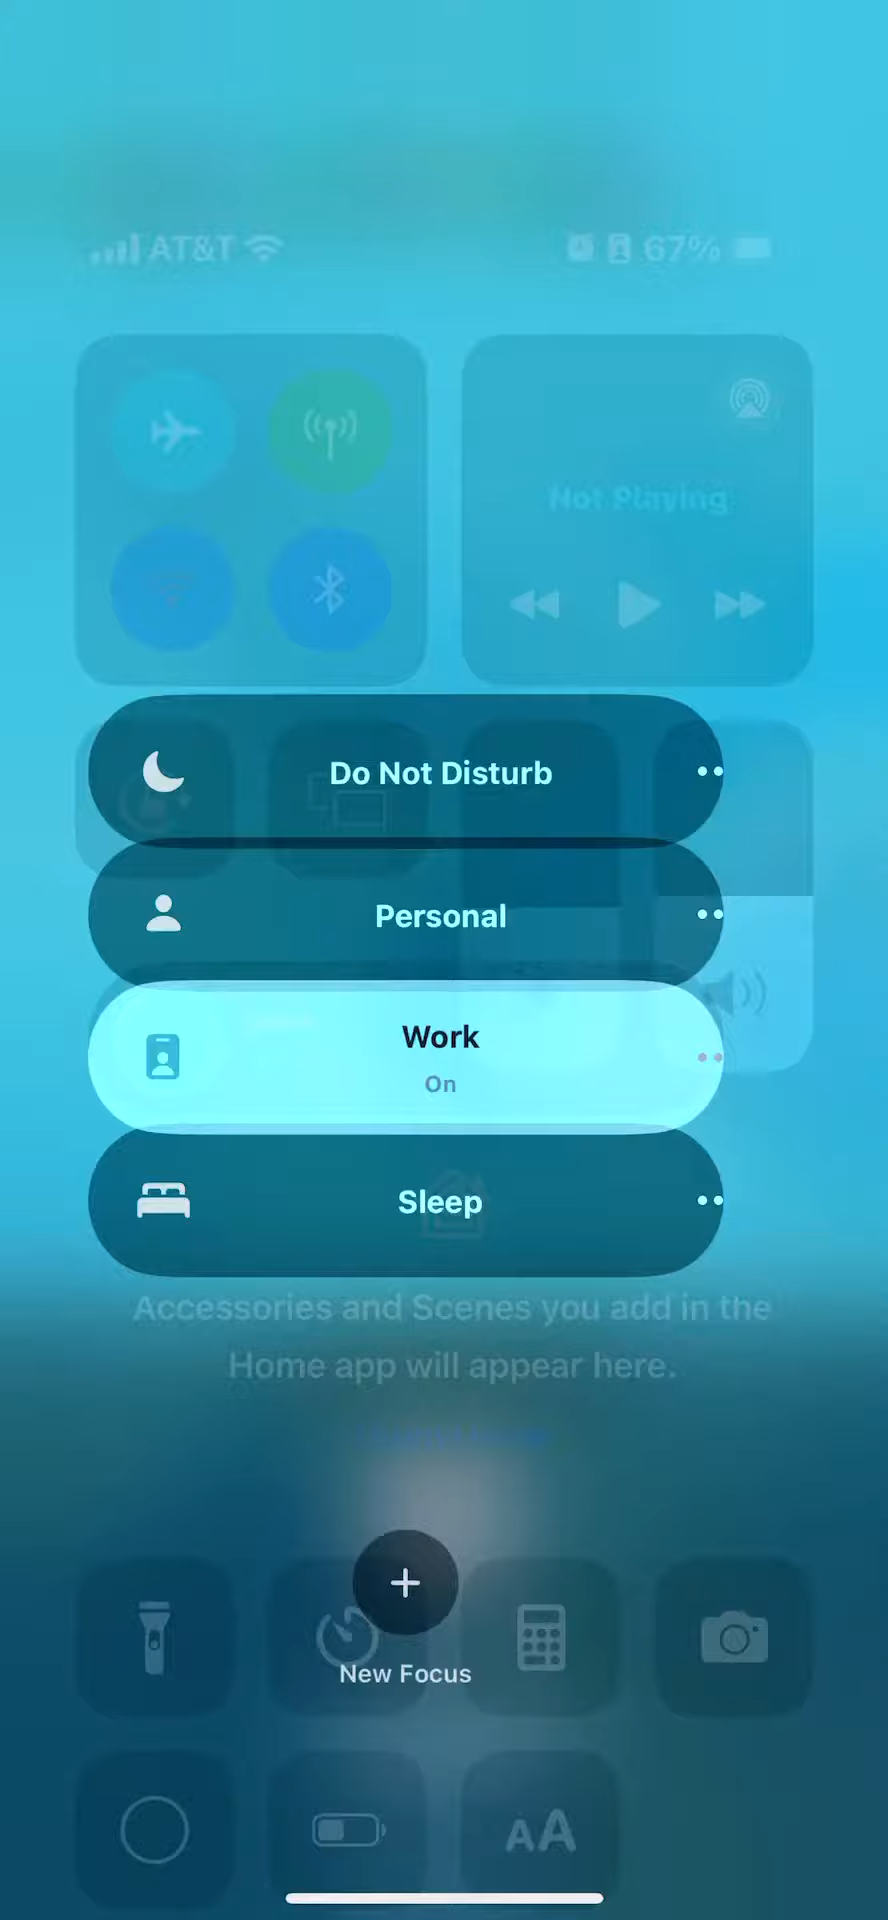 AT&T 67%
Not Playing
Do Not Disturb
Personal
Work
On
Sleep
Accessories and Scenes you add in the
Home app will appear here.
New Focus
AA